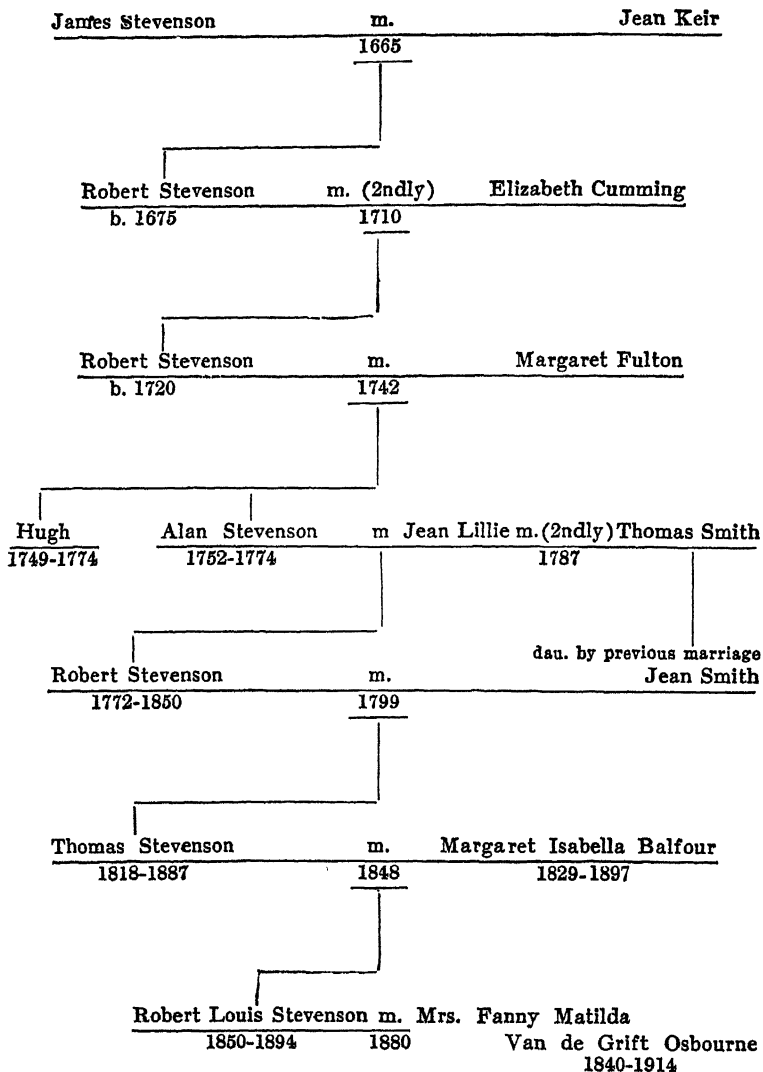 James Stevenson m. Jean Keir
1665
Robert Stevenson m. (2ndly) Elizabeth Cumming
b. 1675 1710
Robert Stevenson m. Margaret Fulton
b. 1720 1742
Hugh Alan Stevenson m Jean Lillie m. (2ndly) Thomas Smith
1749-1774 1752-1774 1787
dau. by previous marriage
Robert Stevenson m. Jean Smith
1772-1850 1799
Thomas Stevenson m. Margaret Isabella Balfour
1818-1887 1848 1829-1897
Robert Louis Stevenson m. Mrs. Fanny Matilda
1850-1894 1880 Van de Grift Osbourne
1840-1914